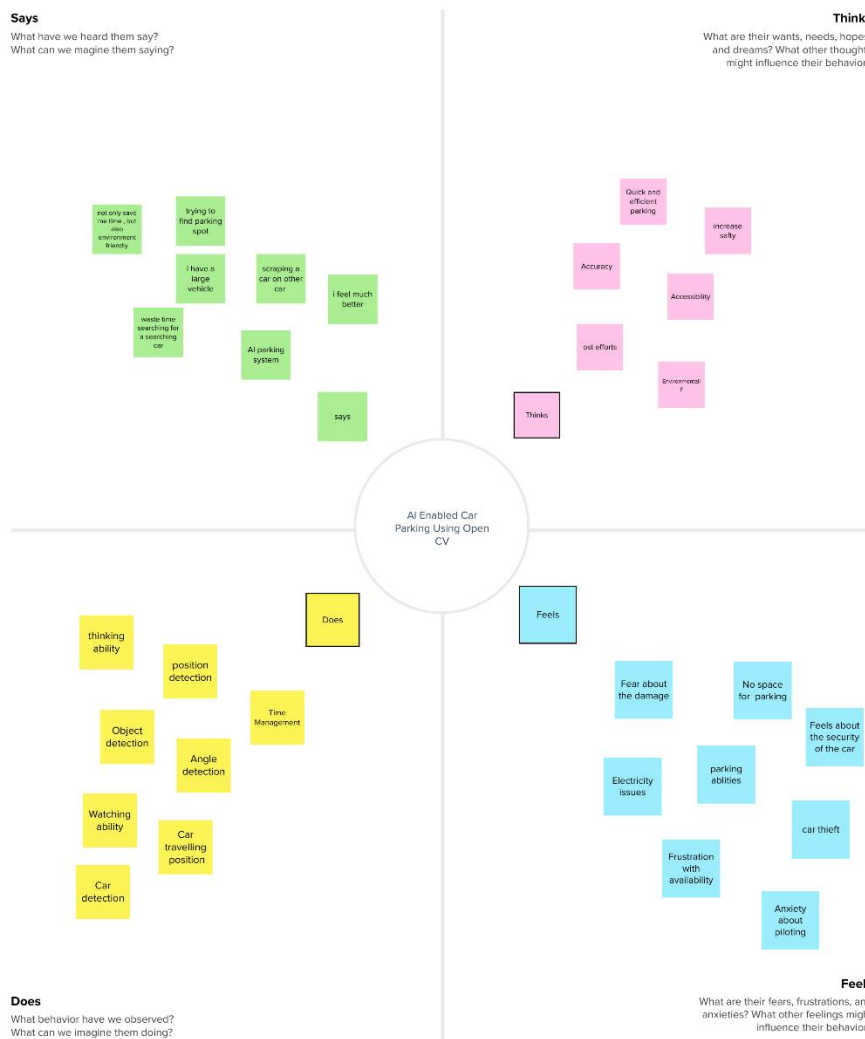 Says
What have we heard them say?
What can we magine them saying?
Think
What are their wants, needs, hope
and dreams? What other thought
might influence their behavior
not only save
me time , but
also
environment
friendly
trying to
find parking
spot
i have a
large
vehicle
scraping a
car on other
car
i feel much
better
waste time
searching for
a searching
car
AI parking
system
says
Quick and
efficient
parking
increase
safty
Accuracy
Accessibility
ost efforts
Environmentall
y
Thinks
AI Enabled Car
Parking Using Open
CV
Does
thinking
ability
position
detection
Time
Management
Object
detection
Angle
detection
Watching
ability
Car
travelling
position
Car
detection
Feels
Fear about
the damage
No space
for parking
Feels about
the security
of the car
Electricity
issues
parking
ablities
car thieft
Frustration
with
availability
Anxiety
about
piloting
Does
What behavior have we observed?
What can we imagine them doing?
Feel
What are their fears, frustrations, an
anxieties? What other feelings migh
influence their behavior